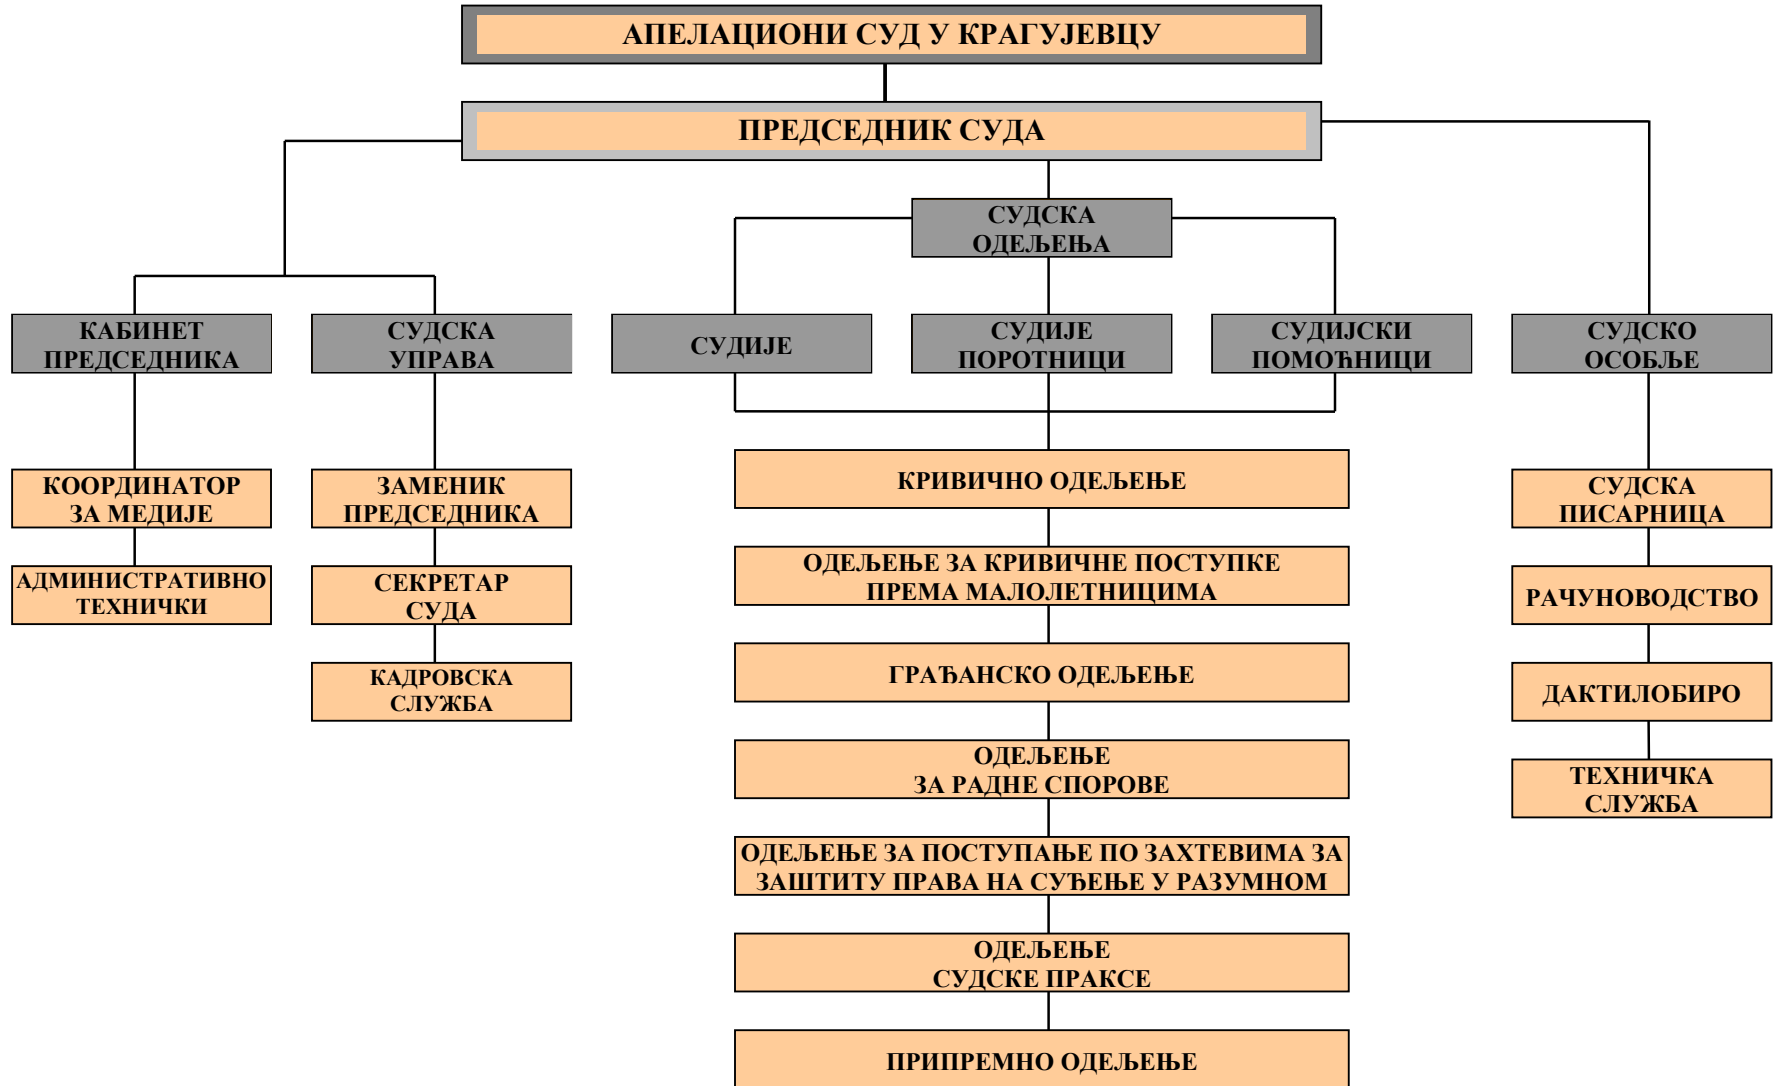 АПЕЛАЦИОНИ СУД У КРАГУЈЕВЦУ
ПРЕДСЕДНИК СУДА
СУДСКА
ОДЕЉЕЊА
КАБИНЕТ
ПРЕДСЕДНИКА
СУДСКА
УПРАВА
СУДИЈЕ
СУДИЈЕ
ПОРОТНИЦИ
СУДИЈСКИ
ПОМОЋНИЦИ
СУДСКО
ОСОБЉЕ
КООРДИНАТОР
ЗА МЕДИЈЕ
АДМИНИСТРАТИВНО
ТЕХНИЧКИ
ЗАМЕНИК
ПРЕДСЕДНИКА
СЕКРЕТАР
СУДА
КАДРОВСКА
СЛУЖБА
КРИВИЧНО ОДЕЉЕЊЕ
ОДЕЉЕЊЕ ЗА КРИВИЧНЕ ПОСТУПКЕ
ПРЕМА МАЛОЛЕТНИЦИМА
ГРАЂАНСКО ОДЕЉЕЊЕ
ОДЕЉЕЊЕ
ЗА РАДНЕ СПОРОВЕ
ОДЕЉЕЊЕ ЗА ПОСТУПАЊЕ ПО ЗАХТЕВИМА ЗА
ЗАШТИТУ ПРАВА НА СУЂЕЊЕ У РАЗУМНОМ
ОДЕЉЕЊЕ
СУДСКЕ ПРАКСЕ
ПРИПРЕМНО ОДЕЉЕЊЕ
СУДСКА
ПИСАРНИЦА
РАЧУНОВОДСТВО
ДАКТИЛОБИРО
ТЕХНИЧКА
СЛУЖБА